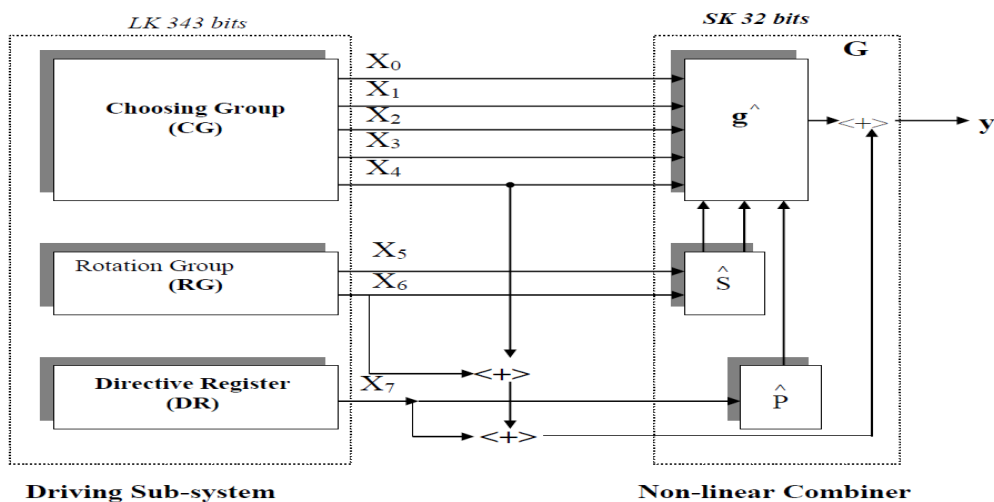 LK 343 bits
SK 32 bits
G
Choosing Group
(CG)
X₀
X₁
X₂
X₃
X₄
g^
<+>
y
Rotation Group
(RG)
X₅
X₆
^
S
<+>
Directive Register
(DR)
X₇
^
P
<+>
Driving Sub-system
Non-linear Combiner